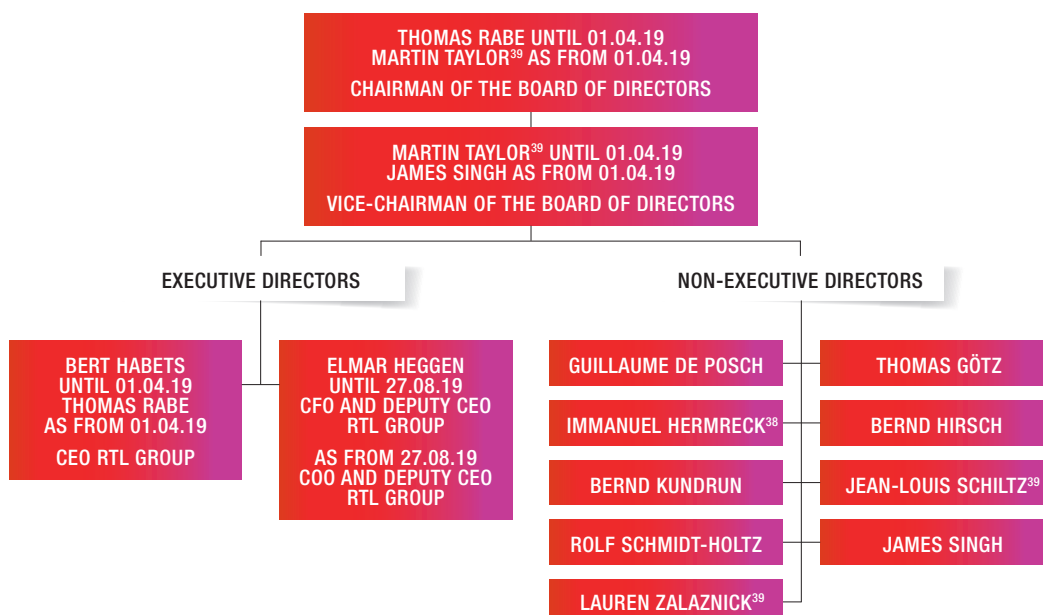 THOMAS RABE UNTIL 01.04.19
MARTIN TAYLOR³⁹ AS FROM 01.04.19
CHAIRMAN OF THE BOARD OF DIRECTORS
MARTIN TAYLOR³⁹ UNTIL 01.04.19
JAMES SINGH AS FROM 01.04.19
VICE-CHAIRMAN OF THE BOARD OF DIRECTORS
EXECUTIVE DIRECTORS
BERT HABETS
UNTIL 01.04.19
THOMAS RABE
AS FROM 01.04.19
CEO RTL GROUP
ELMAR HEGGEN
UNTIL 27.08.19
CFO AND DEPUTY CEO
RTL GROUP
AS FROM 27.08.19
COO AND DEPUTY CEO
RTL GROUP
NON-EXECUTIVE DIRECTORS
GUILLAUME DE POSCH
THOMAS GÖTZ
IMMANUEL HERMRECK³⁸
BERND HIRSCH
BERND KUNDRUN
JEAN-LOUIS SCHILTZ³⁹
ROLF SCHMIDT-HOLTZ
JAMES SINGH
LAUREN ZALAZNICK³⁹